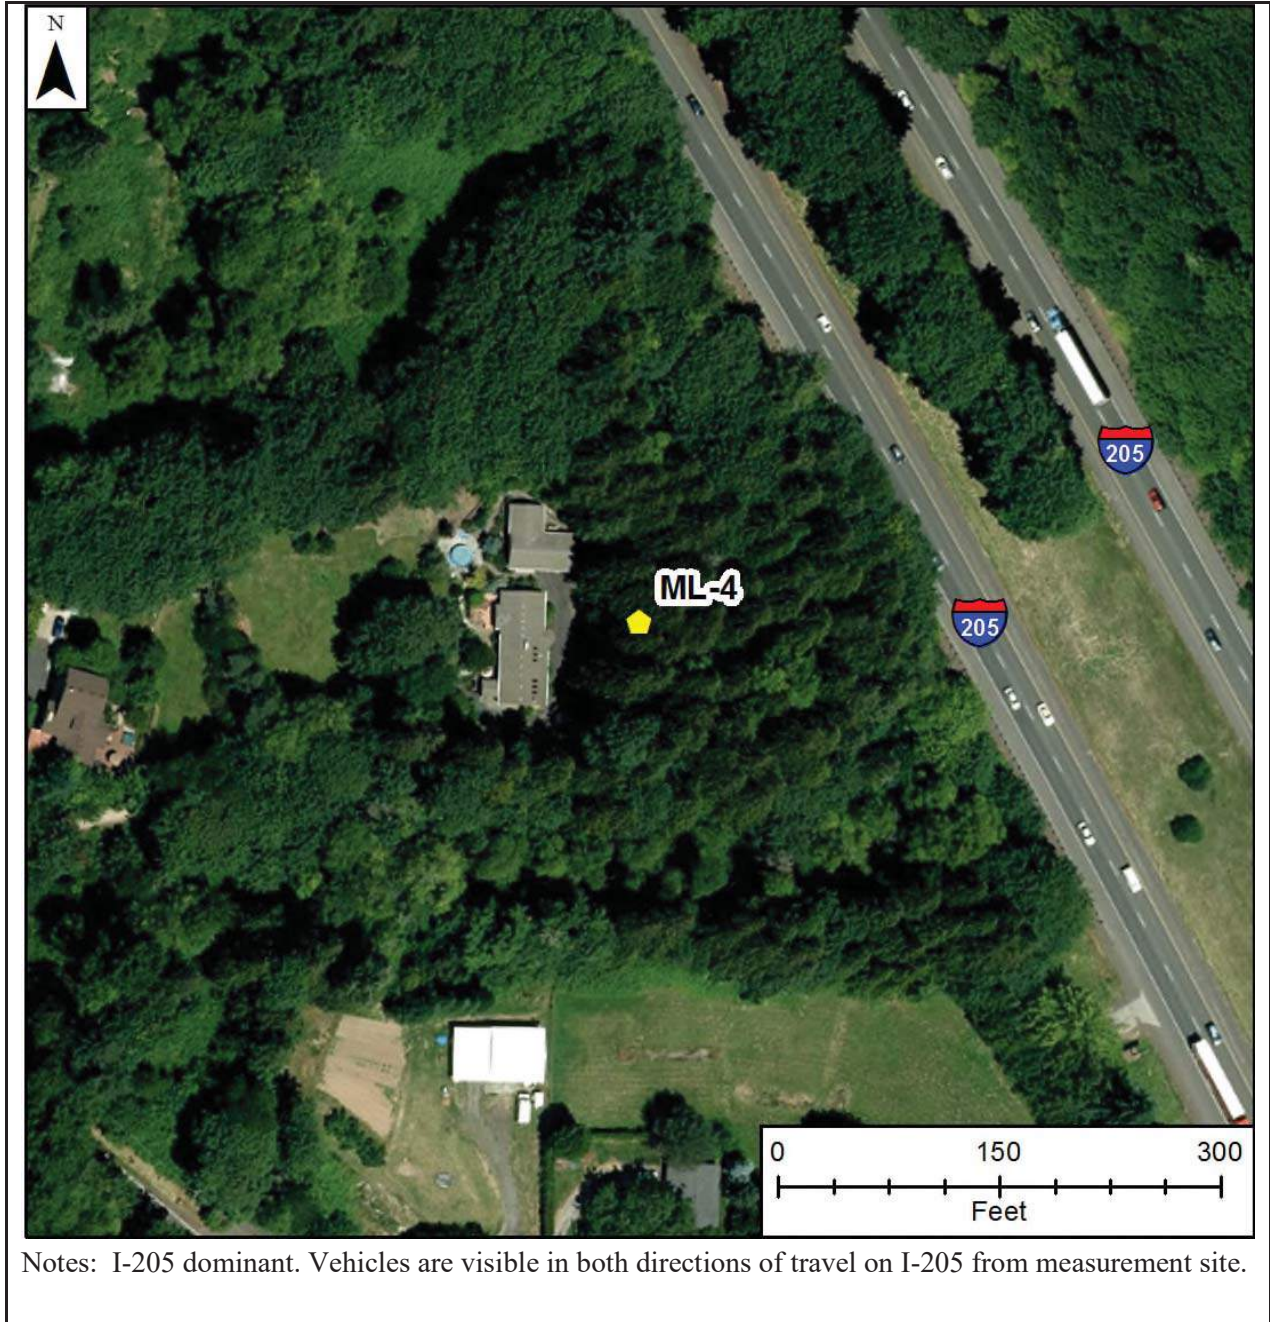 N
205
ML-4
205
0 150 300
Feet
Notes: I-205 dominant. Vehicles are visible in both directions of travel on I-205 from measurement site.